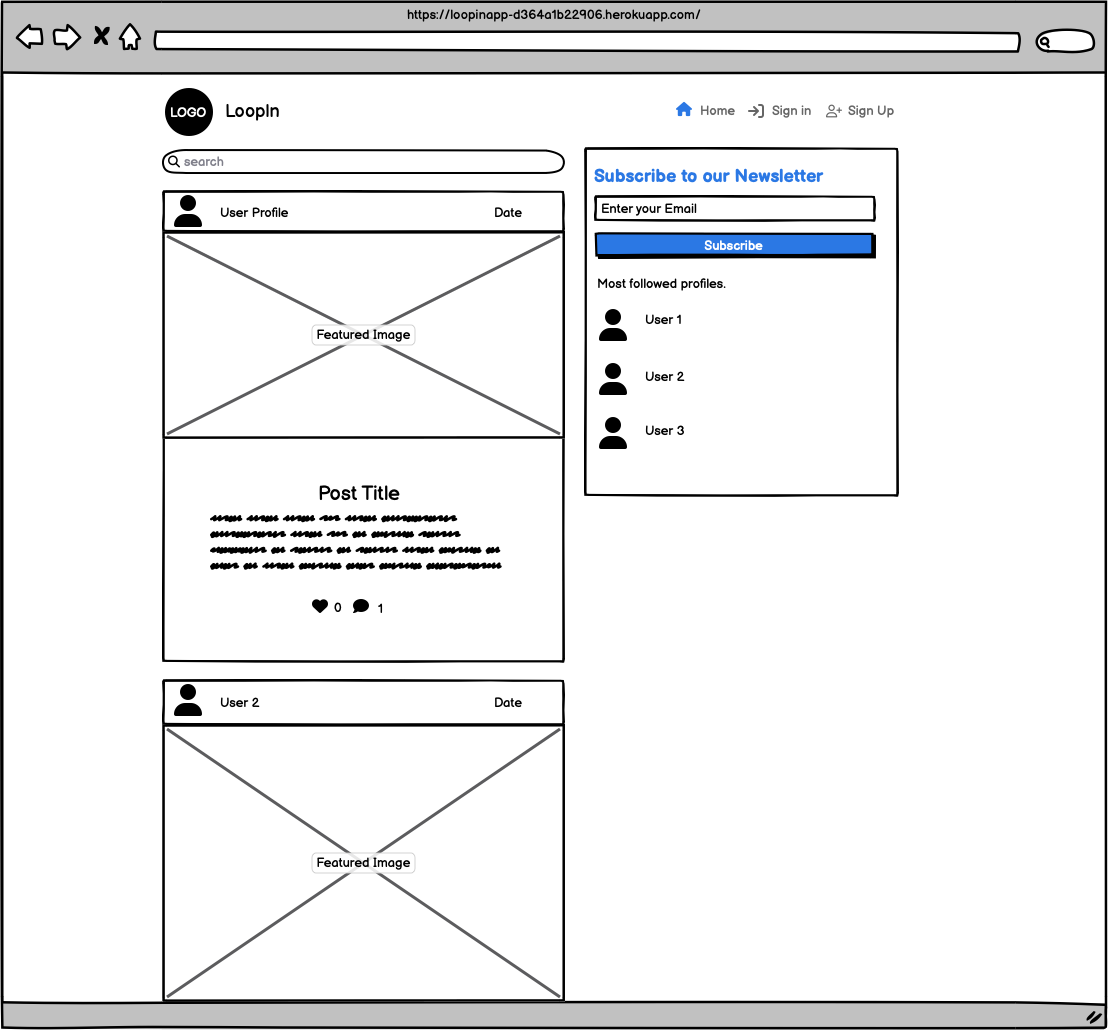 https://loopinapp-d364a1b22906.herokuapp.com/
LOGO LoopIn Home Sign in Sign Up
search
User Profile Date
Featured Image
Post Title
0 1
User 2 Date
Featured Image
Subscribe to our Newsletter
Enter your Email
Subscribe
Most followed profiles.
User 1
User 2
User 3